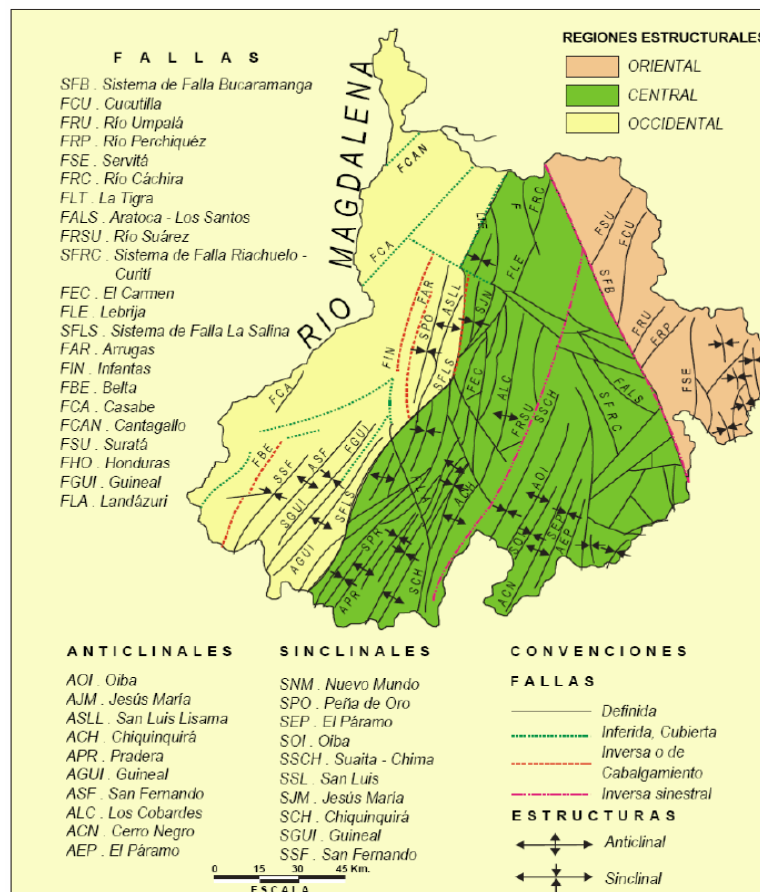 F A L L A S
SFB . Sistema de Falla Bucaramanga
FCU . Cucutilla
FRU . Río Umpalá
FRP . Río Perchiquéz
FSE . Servitá
FRC . Río Cáchira
FLT . La Tigra
FALS . Aratoca - Los Santos
FRSU . Río Suárez
SFRC . Sistema de Falla Riachuelo -
Curití
FEC . El Carmen
FLE . Lebrija
SFLS . Sistema de Falla La Salina
FAR . Arrugas
FIN . Infantas
FBE . Belta
FCA . Casabe
FCAN . Cantagallo
FSU . Suratá
FHO . Honduras
FGUI . Guineal
FLA . Landázuri
REGIONES ESTRUCTURALES
ORIENTAL
CENTRAL
OCCIDENTAL
RÍO MAGDALENA
FCAN
FCA
FRC
F
FLE
FSU
FCU
SFB
FAR
SPO
ASLL
SJN
FIN
SFLS
FEC
ALC
FRSU
SSCH
FALS
SFRC
FRU
FRP
FSE
FCA
FBE
SSF
ASF
FGUI
SGUI
SFLS
AGUI
ACH
SPR
APR
SCH
AOI
SOI
SEP
AEP
ACN
A N T I C L I N A L E S
AOI . Oiba
AJM . Jesús María
ASLL . San Luis Lisama
ACH . Chiquinquirá
APR . Pradera
AGUI . Guineal
ASF . San Fernando
ALC . Los Cobardes
ACN . Cerro Negro
AEP . El Páramo
S I N C L I N A L E S
SNM . Nuevo Mundo
SPO . Peña de Oro
SEP . El Páramo
SOI . Oiba
SSCH . Suaita - Chima
SSL . San Luis
SJM . Jesús María
SCH . Chiquinquirá
SGUI . Guineal
SSF . San Fernando
0 15 30 45 Km.
E S C A L A
C O N V E N C I O N E S
F A L L A S
Definida
Inferida, Cubierta
Inversa o de
Cabalgamiento
Inversa sinestral
E S T R U C T U R A S
Anticlinal
Sinclinal